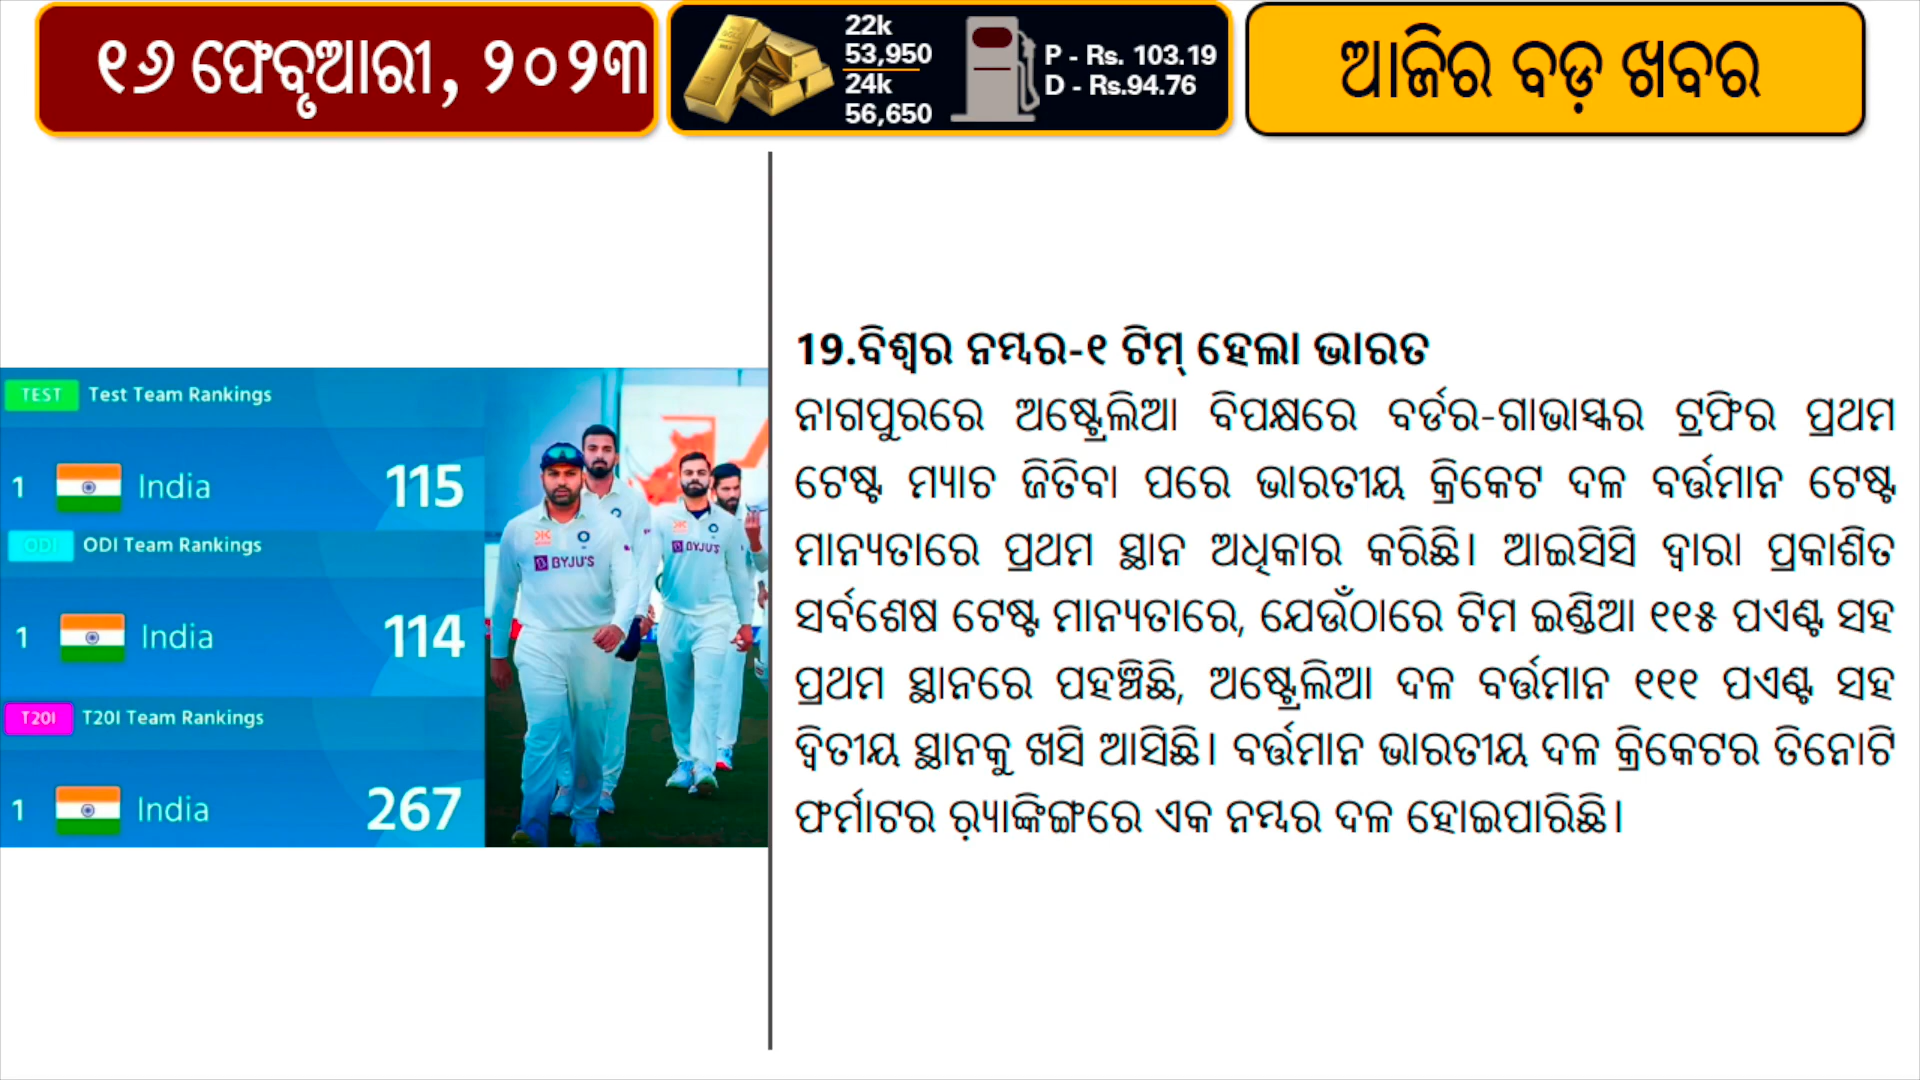 ୧୬ ଫେବୃଆରୀ, ୨୦୨୩
22k
53,950
24k
56,650
P - Rs. 103.19
D - Rs.94.76
ଆଜିର ବଡ଼ ଖବର
TEST Test Team Rankings
1 India 115
ODI ODI Team Rankings
1 India 114
T20I T20I Team Rankings
1 India 267
BYJU'S
BYJU'S
19.ବିଶ୍ୱର ନମ୍ବର-୧ ଟିମ୍ ହେଲା ଭାରତ
ନାଗପୁରରେ ଅଷ୍ଟ୍ରେଲିଆ ବିପକ୍ଷରେ ବର୍ଡର-ଗାଭାସ୍କର ଟ୍ରଫିର ପ୍ରଥମ
ଟେଷ୍ଟ ମ୍ୟାଚ ଜିତିବା ପରେ ଭାରତୀୟ କ୍ରିକେଟ ଦଳ ବର୍ତ୍ତମାନ ଟେଷ୍ଟ
ମାନ୍ୟତାରେ ପ୍ରଥମ ସ୍ଥାନ ଅଧିକାର କରିଛି। ଆଇସିସି ଦ୍ୱାରା ପ୍ରକାଶିତ
ସର୍ବଶେଷ ଟେଷ୍ଟ ମାନ୍ୟତାରେ, ଯେଉଁଠାରେ ଟିମ ଇଣ୍ଡିଆ ୧୧୫ ପଏଣ୍ଟ ସହ
ପ୍ରଥମ ସ୍ଥାନରେ ପହଞ୍ଚିଛି, ଅଷ୍ଟ୍ରେଲିଆ ଦଳ ବର୍ତ୍ତମାନ ୧୧୧ ପଏଣ୍ଟ ସହ
ଦ୍ୱିତୀୟ ସ୍ଥାନକୁ ଖସି ଆସିଛି। ବର୍ତ୍ତମାନ ଭାରତୀୟ ଦଳ କ୍ରିକେଟର ତିନୋଟି
ଫର୍ମାଟର ର଼୍ୟାଙ୍କିଙ୍ଗରେ ଏକ ନମ୍ବର ଦଳ ହୋଇପାରିଛି।